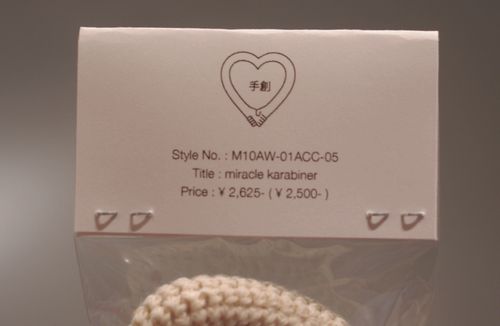 手創
Style No. : M10AW-01ACC-05
Title : miracle karabiner
Price : ¥ 2,625- ( ¥ 2,500- )